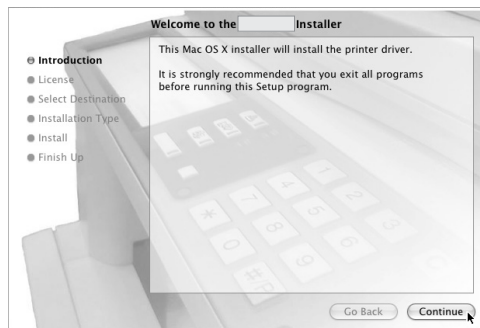 Welcome to the Installer
Introduction
License
Select Destination
Installation Type
Install
Finish Up
This Mac OS X installer will install the printer driver.
It is strongly recommended that you exit all programs
before running this Setup program.
Go Back
Continue